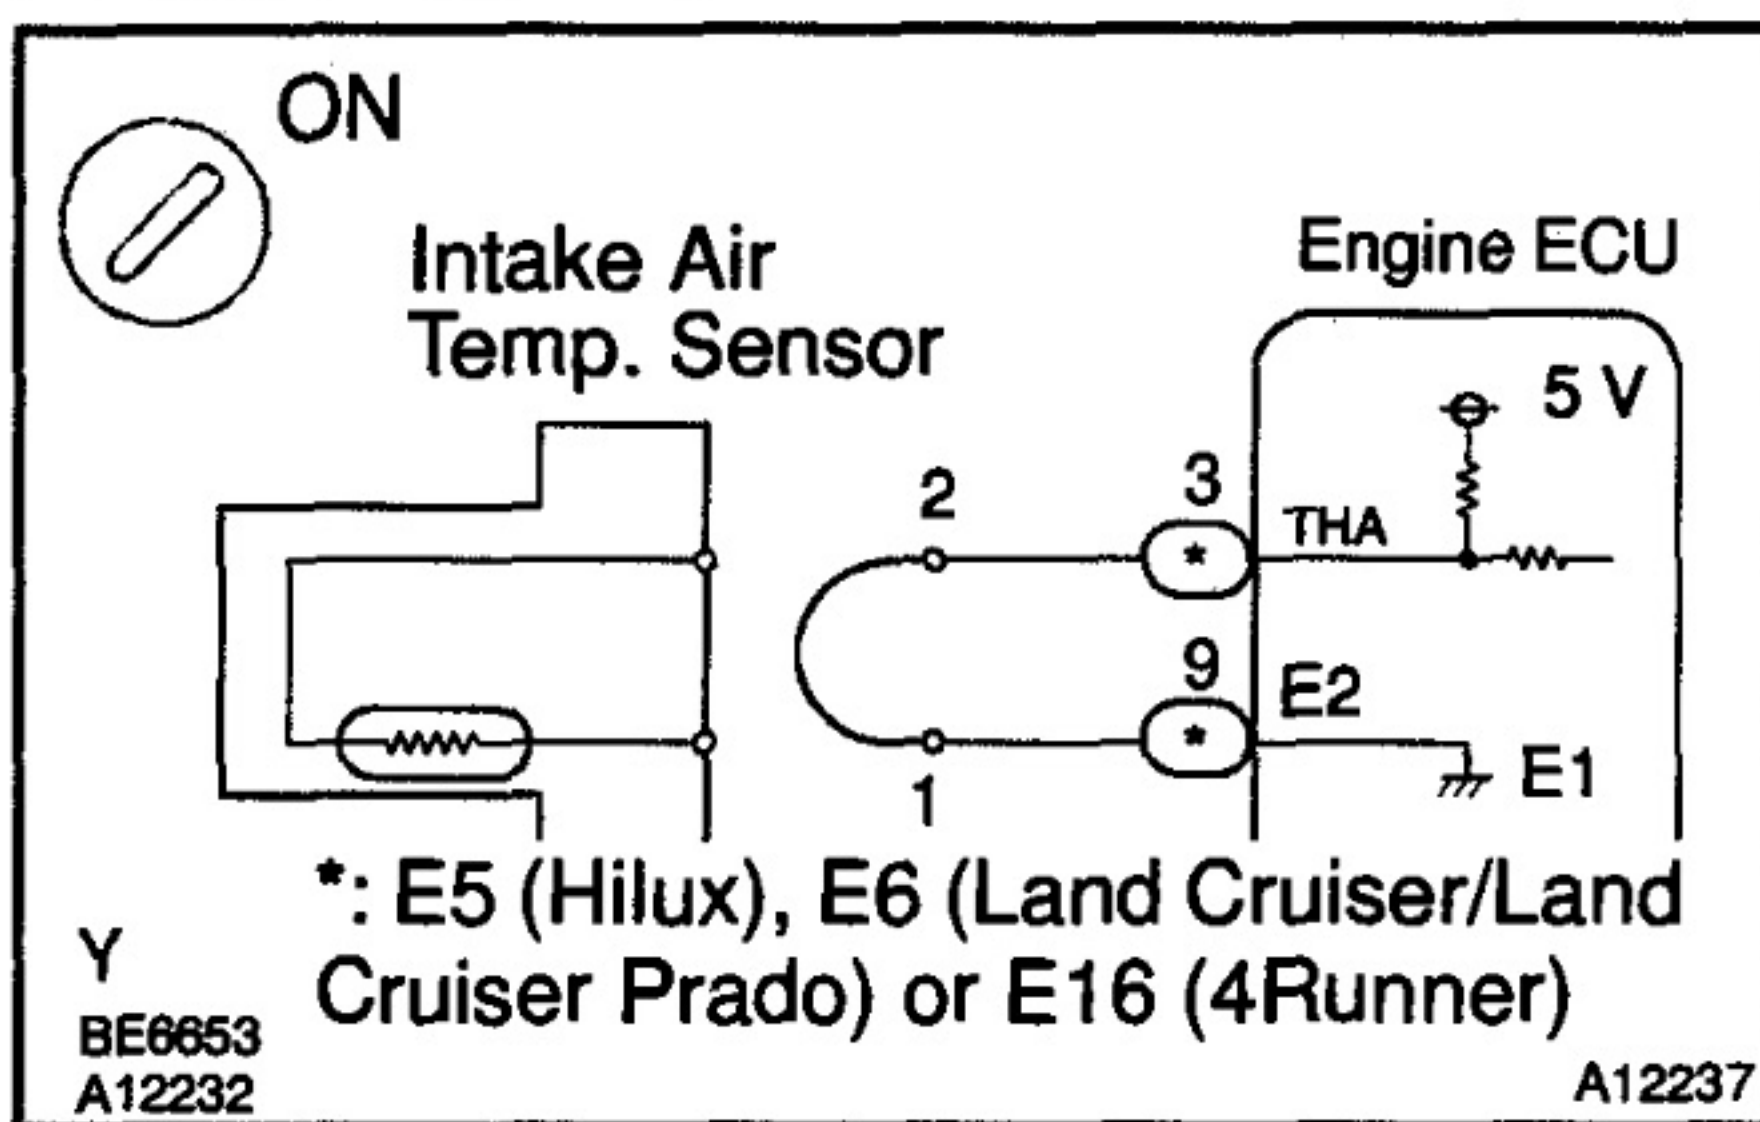 ON
Intake Air
Temp. Sensor
Engine ECU
5 V
2
3
THA
*
9
E2
*
1
E1
*: E5 (Hilux), E6 (Land Cruiser/Land
Cruiser Prado) or E16 (4Runner)
Y
BE6653
A12232
A12237